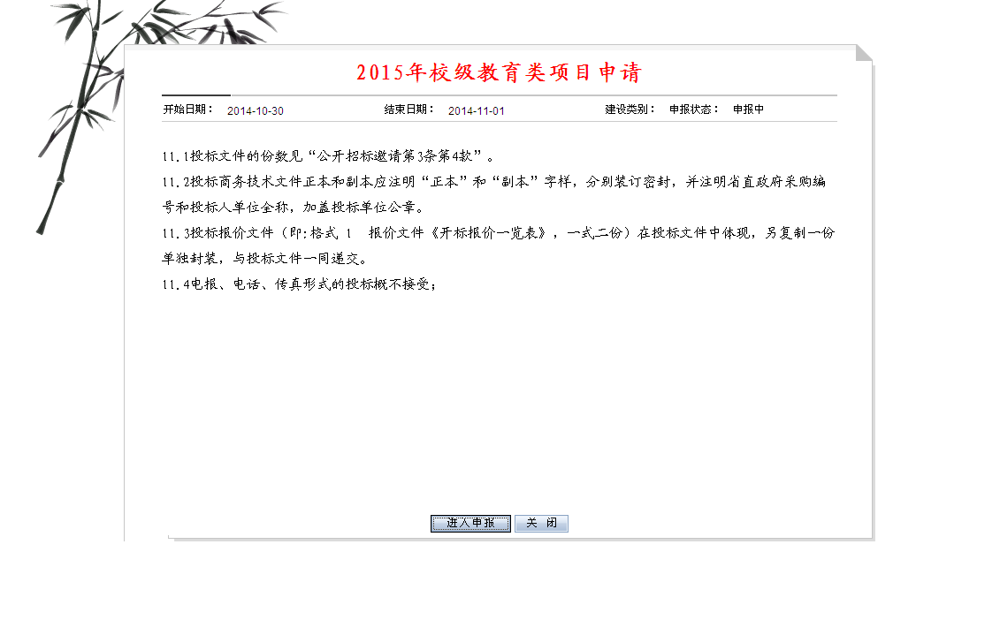 2015年校级教育类项目申请
开始日期： 2014-10-30 结束日期： 2014-11-01 建设类别： 申报状态： 申报中
11.1投标文件的份数见“公开招标邀请第3条第4款”。
11.2投标商务技术文件正本和副本应注明“正本”和“副本”字样，分别装订密封，并注明省直政府采购编
号和投标人单位全称，加盖投标单位公章。
11.3投标报价文件（即:格式 1 报价文件《开标报价一览表》，一式二份）在投标文件中体现，另复制一份
单独封装，与投标文件一同递交。
11.4电报、电话、传真形式的投标概不接受；
进入申报 关 闭